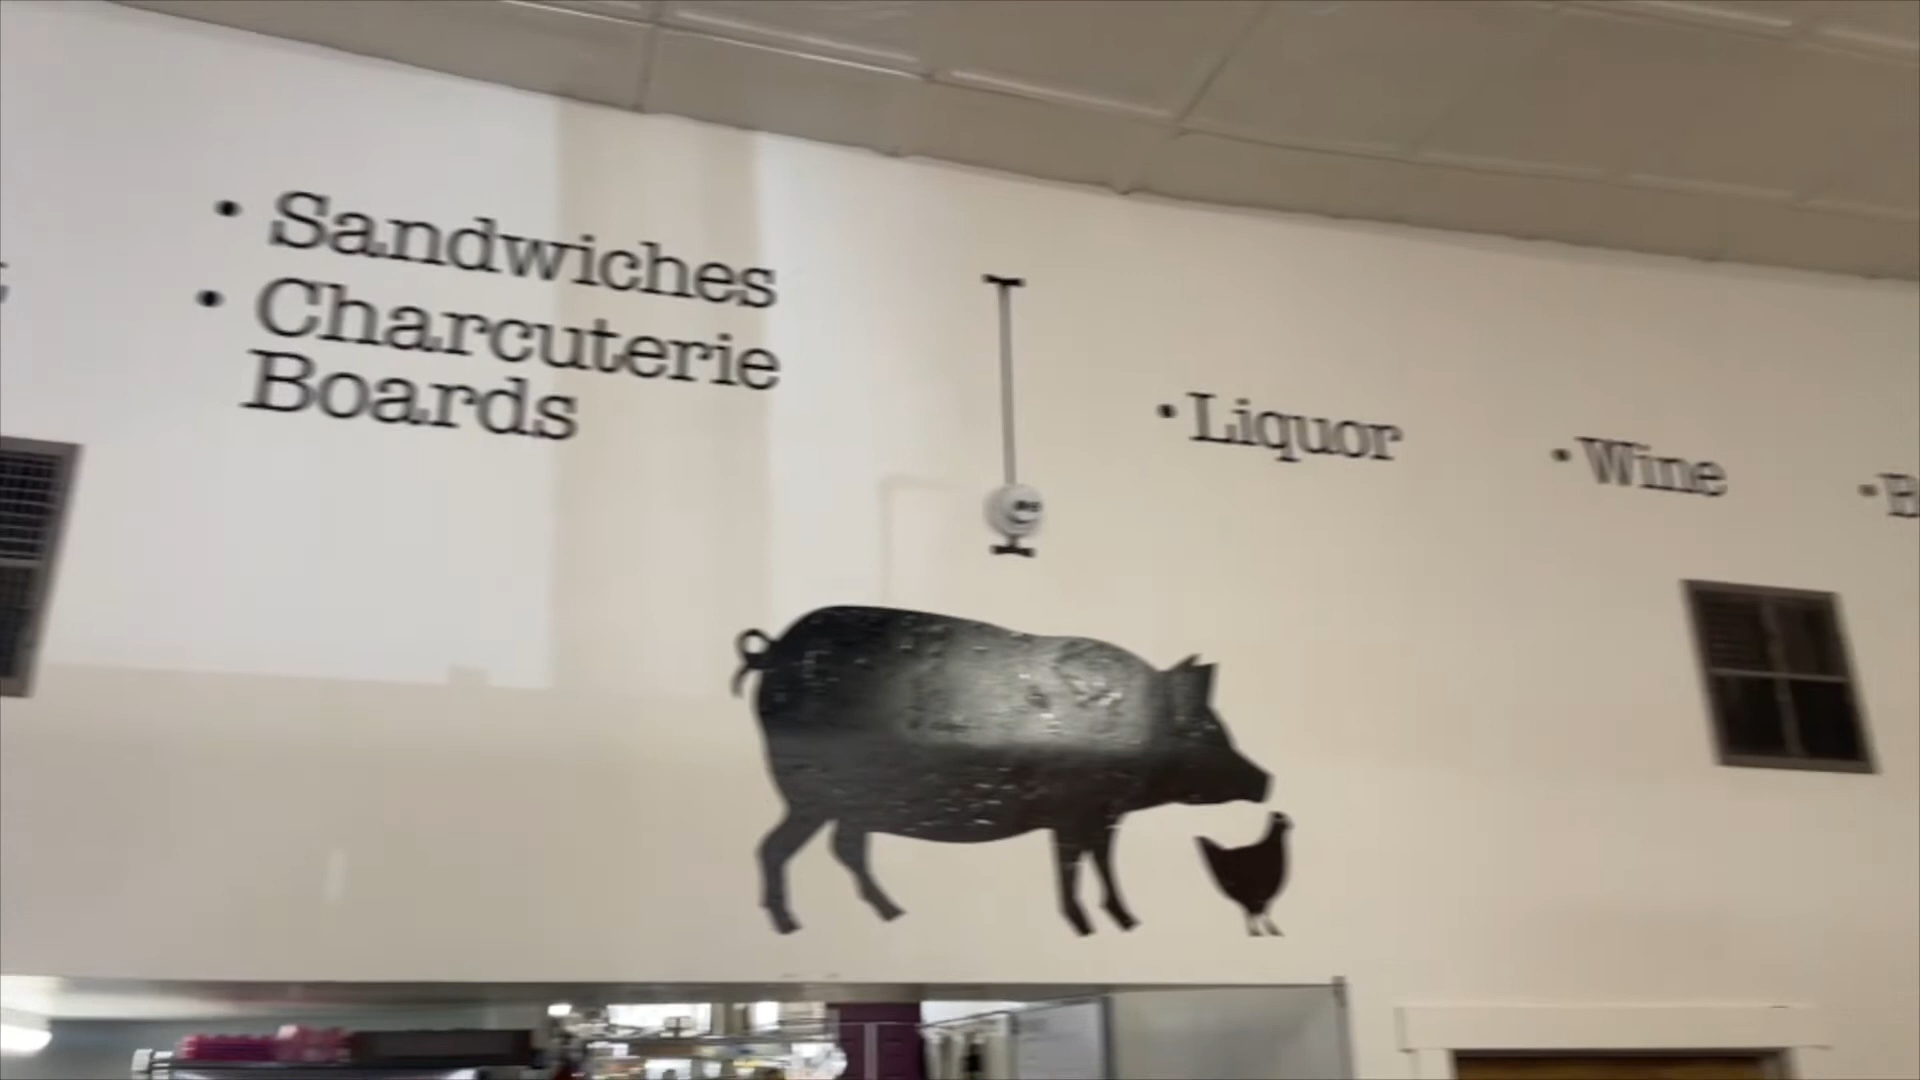 • Sandwiches
• Charcuterie
Boards
• Liquor
• Wine